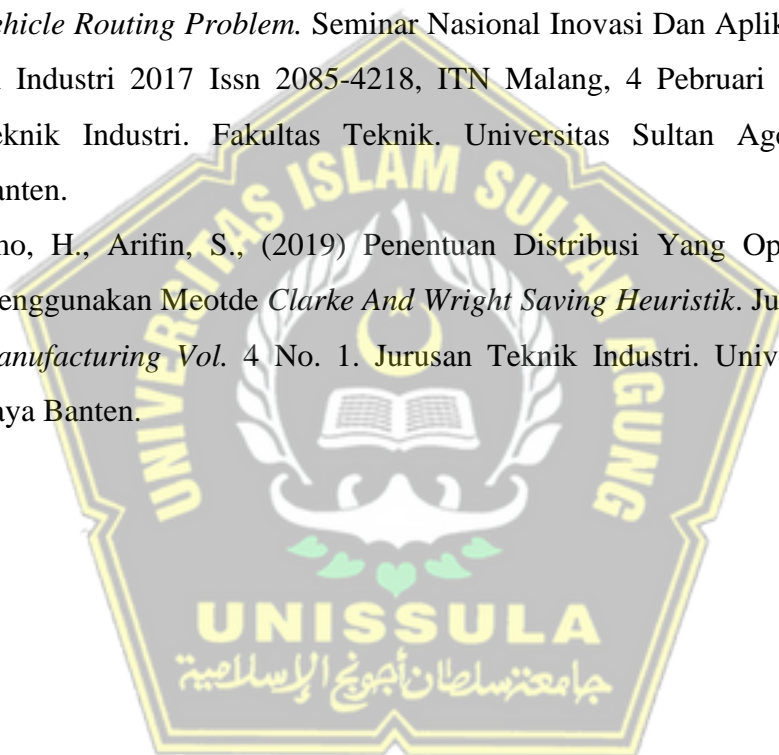 ehicle Routing Problem. Seminar Nasional Inovasi Dan Aplik
Industri 2017 Issn 2085-4218, ITN Malang, 4 Pebruari
eknik Industri. Fakultas Teknik. Universitas Sultan Age
anten.
no, H., Arifin, S., (2019) Penentuan Distribusi Yang Op
enggunakan Meotde Clarke And Wright Saving Heuristik. Ju
anufacturing Vol. 4 No. 1. Jurusan Teknik Industri. Univ
aya Banten.
UNIVERSITAS ISLAM SULTAN AGUNG
UNISSULA
جامعنسلطان أجونج الإسلامية